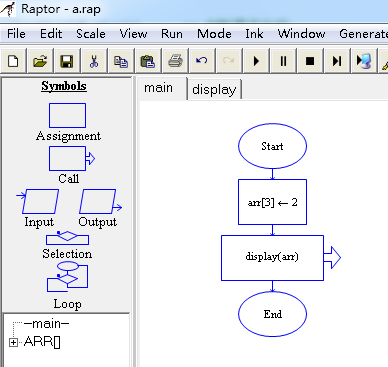 Raptor - a.rap
File Edit Scale View Run Mode Ink Window Generate
main display
Symbols
Assignment
Call
Input Output
Selection
Loop
--main--
ARR[]
Start
arr[3] ← 2
display(arr)
End